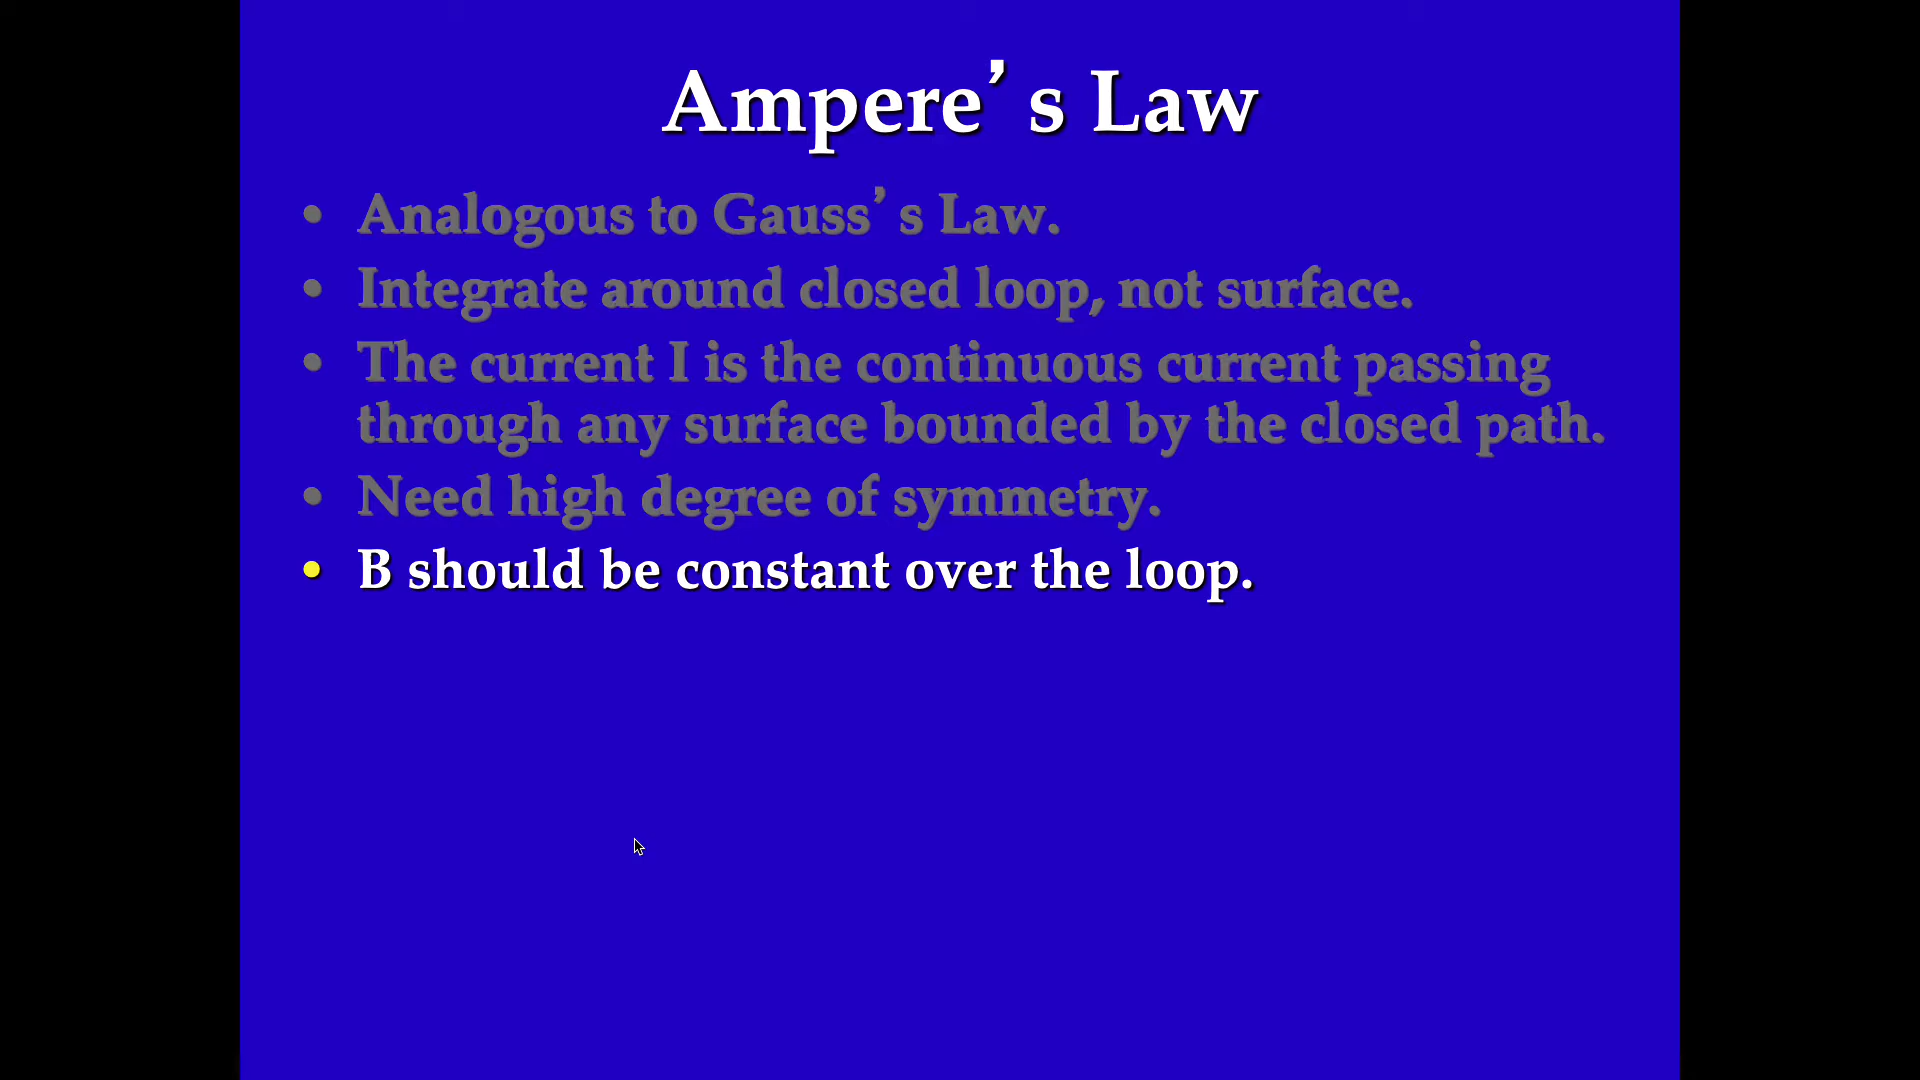 Ampere’s Law
• Analogous to Gauss’s Law.
• Integrate around closed loop, not surface.
• The current I is the continuous current passing
through any surface bounded by the closed path.
• Need high degree of symmetry.
• B should be constant over the loop.